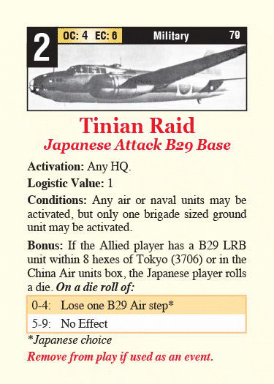 2 OC: 4 EC: 6 Military 79
Tinian Raid
Japanese Attack B29 Base
Activation: Any HQ.
Logistic Value: 1
Conditions: Any air or naval units may be
activated, but only one brigade sized ground
unit may be activated.
Bonus: If the Allied player has a B29 LRB
unit within 8 hexes of Tokyo (3706) or in the
China Air units box, the Japanese player rolls
a die. On a die roll of:
0-4: Lose one B29 Air step*
5-9: No Effect
*Japanese choice
Remove from play if used as an event.